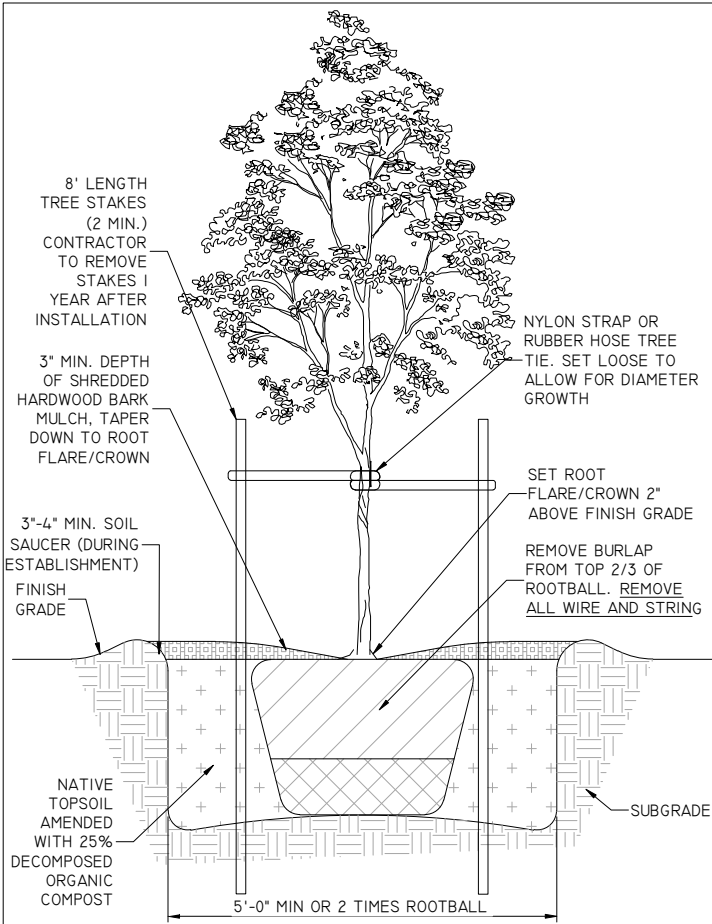 8' LENGTH
TREE STAKES
(2 MIN.)
CONTRACTOR
TO REMOVE
STAKES I
YEAR AFTER
INSTALLATION
3" MIN. DEPTH
OF SHREDDED
HARDWOOD BARK
MULCH, TAPER
DOWN TO ROOT
FLARE/CROWN
3"-4" MIN. SOIL
SAUCER (DURING
ESTABLISHMENT)
FINISH
GRADE
NATIVE
TOPSOIL
AMENDED
WITH 25%
DECOMPOSED
ORGANIC
COMPOST
NYLON STRAP OR
RUBBER HOSE TREE
TIE. SET LOOSE TO
ALLOW FOR DIAMETER
GROWTH
SET ROOT
FLARE/CROWN 2"
ABOVE FINISH GRADE
REMOVE BURLAP
FROM TOP 2/3 OF
ROOTBALL. REMOVE
ALL WIRE AND STRING
SUBGRADE
5'-0" MIN OR 2 TIMES ROOTBALL